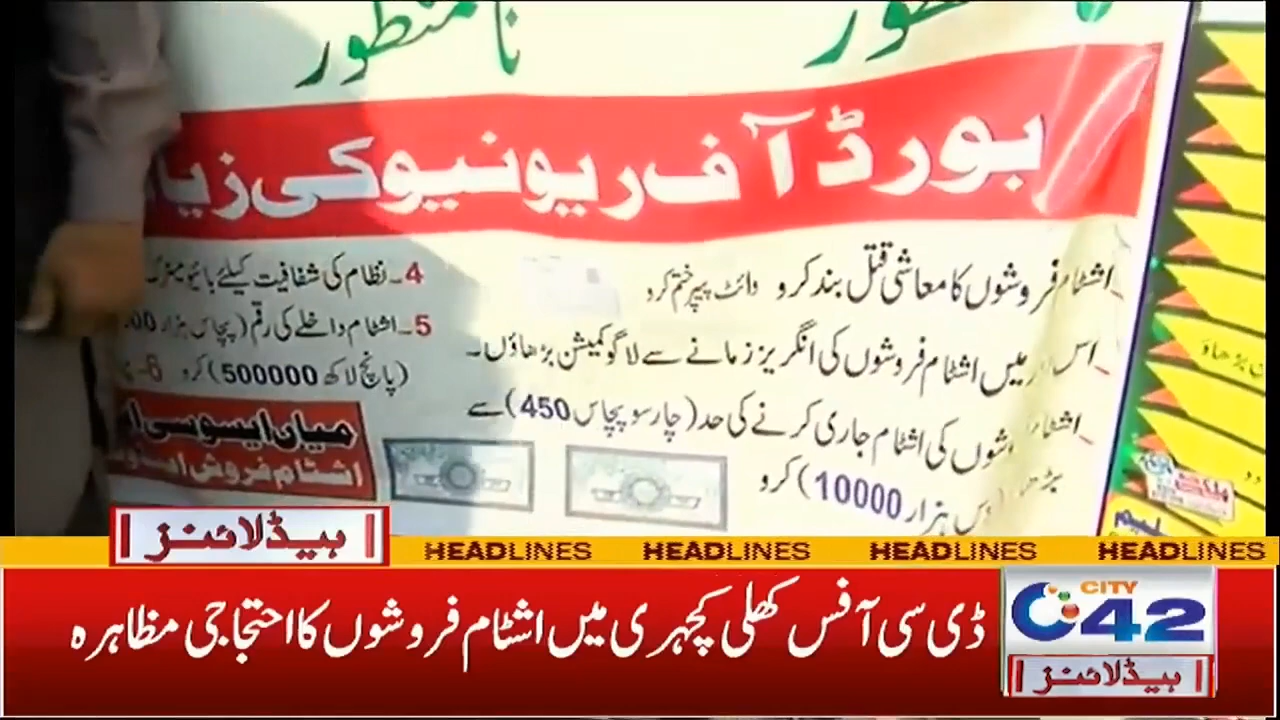 نامنظور
بورڈ آف ریونیو کی
اشٹام فروشوں کا معاشی قتل بند کرو وائٹ پیپر ختم کرو
اس میں اشٹام فروشوں کی انگریز زمانے سے لاگو کمیشن بڑھاؤں۔
کی اشٹام جاری کرنے کی حد (چار سو پچاس 450) سے
ہزار 10000) کرو
4۔ نظام کی شفافیت کیلئے بائیومیٹرک
5۔ اشٹام داخلے کی رقم (پچاس ہزار
(پانچ لاکھ 500000) کرو 6-
میاں ایسوسی
اشٹام فروش
بڑھاؤ
ہیڈلائنز
HEADLINES HEADLINES HEADLINES HEADLINES
ڈی سی آفس کھلی کچہری میں اشٹام فروشوں کا احتجاجی مظاہرہ
CITY
42
ہیڈلائنز